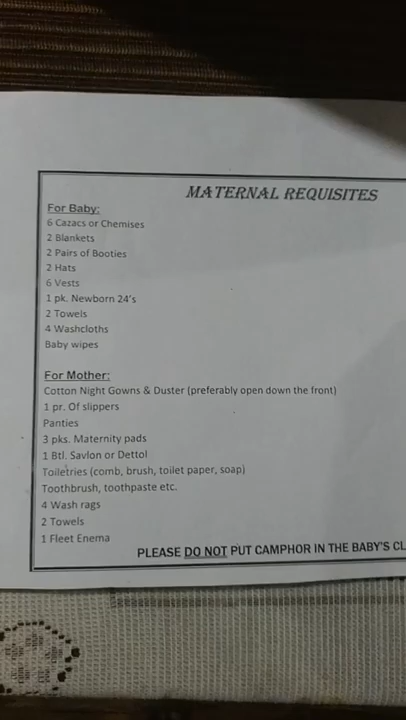 MATERNAL REQUISITES
For Baby:
6 Cazacs or Chemises
2 Blankets
2 Pairs of Booties
2 Hats
6 Vests
1 pk. Newborn 24's
2 Towels
4 Washcloths
Baby wipes
For Mother:
Cotton Night Gowns & Duster (preferably open down the front)
1 pr. Of slippers
Panties
3 pks. Maternity pads
1 Btl. Savlon or Dettol
Toiletries (comb, brush, toilet paper, soap)
Toothbrush, toothpaste etc.
4 Wash rags
2 Towels
1 Fleet Enema
PLEASE DO NOT PUT CAMPHOR IN THE BABY'S CL